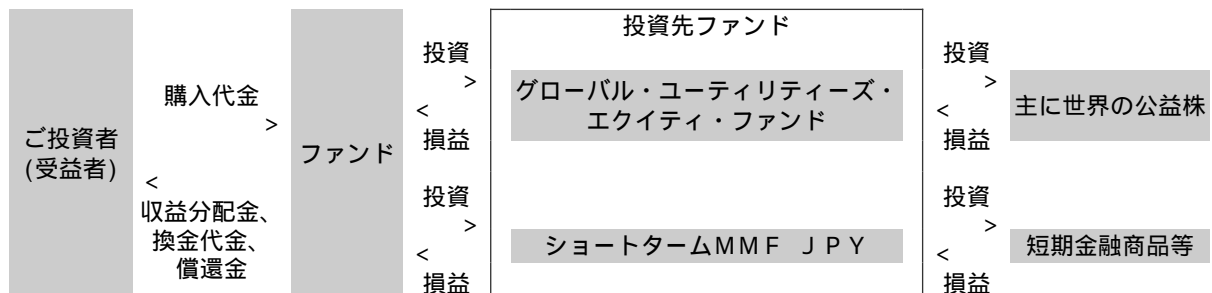 ご投資者
(受益者)
購入代金
>
<
収益分配金、
換金代金、
償還金
ファンド
投資
>
<
損益
投資
>
<
損益
投資先ファンド
グローバル・ユーティリティーズ・
エクイティ・ファンド
ショートタームＭＭＦ　ＪＰＹ
投資
>
<
損益
投資
>
<
損益
主に世界の公益株
短期金融商品等